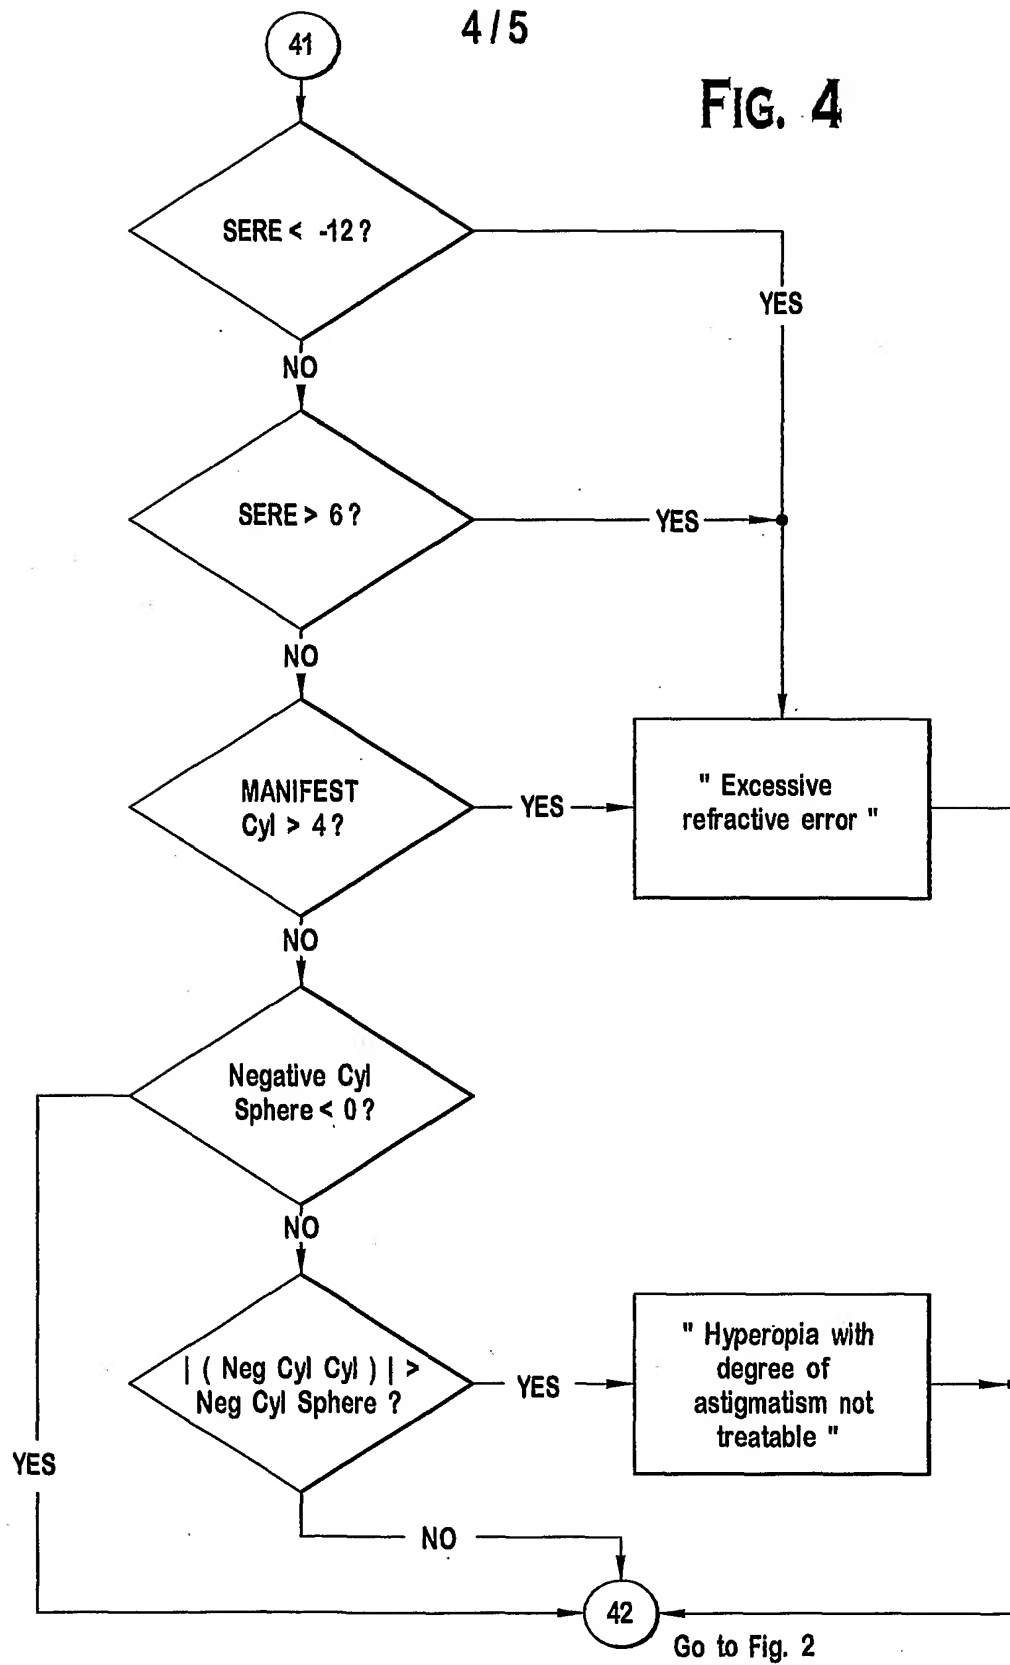 4/5
41
FIG. 4
SERE < -12?
YES
NO
SERE > 6?
YES
NO
MANIFEST
Cyl > 4?
YES
" Excessive
refractive error "
NO
Negative Cyl
Sphere < 0?
NO
| ( Neg Cyl Cyl ) | >
Neg Cyl Sphere ?
YES
" Hyperopia with
degree of
astigmatism not
treatable "
YES
NO
42
Go to Fig. 2